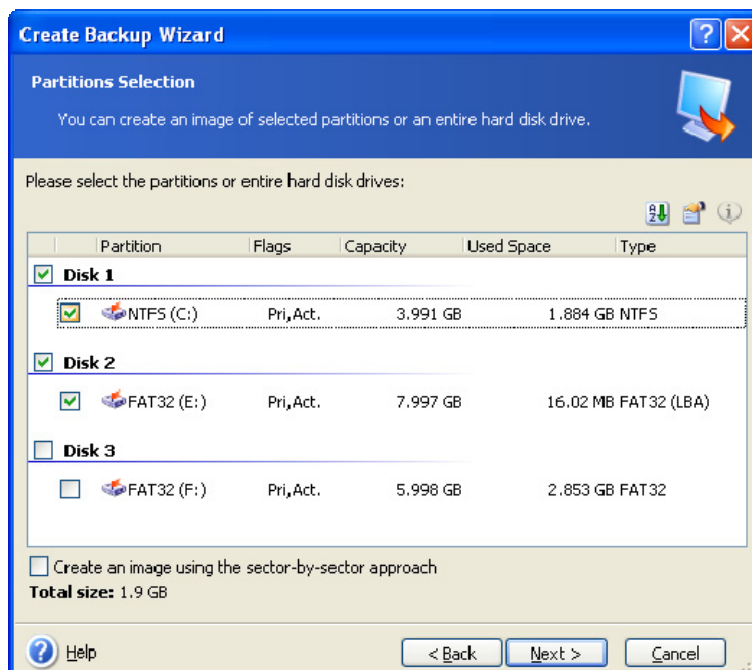 Create Backup Wizard
Partitions Selection
You can create an image of selected partitions or an entire hard disk drive.
Please select the partitions or entire hard disk drives:
Partition Flags Capacity Used Space Type
Disk 1
NTFS (C:) Pri,Act. 3.991 GB 1.884 GB NTFS
Disk 2
FAT32 (E:) Pri,Act. 7.997 GB 16.02 MB FAT32 (LBA)
Disk 3
FAT32 (F:) Pri,Act. 5.998 GB 2.853 GB FAT32
Create an image using the sector-by-sector approach
Total size: 1.9 GB
Help < Back Next > Cancel